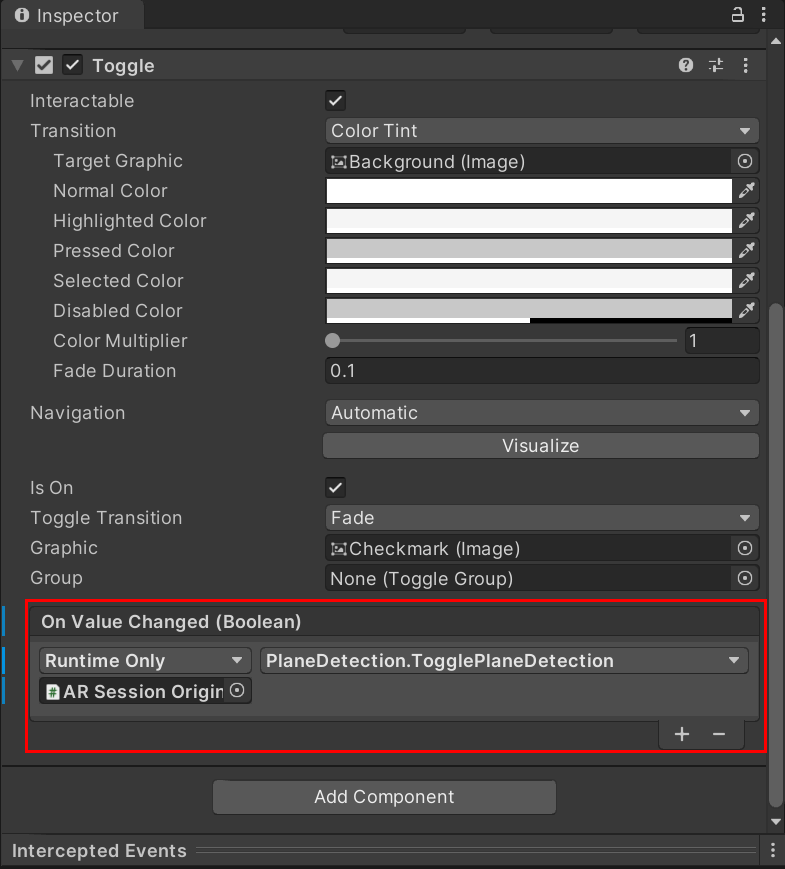 Inspector
Toggle
Interactable
Transition Color Tint
Target Graphic Background (Image)
Normal Color
Highlighted Color
Pressed Color
Selected Color
Disabled Color
Color Multiplier 1
Fade Duration 0.1
Navigation Automatic
Visualize
Is On
Toggle Transition Fade
Graphic Checkmark (Image)
Group None (Toggle Group)
On Value Changed (Boolean)
Runtime Only PlaneDetection.TogglePlaneDetection
AR Session Origin
Add Component
Intercepted Events